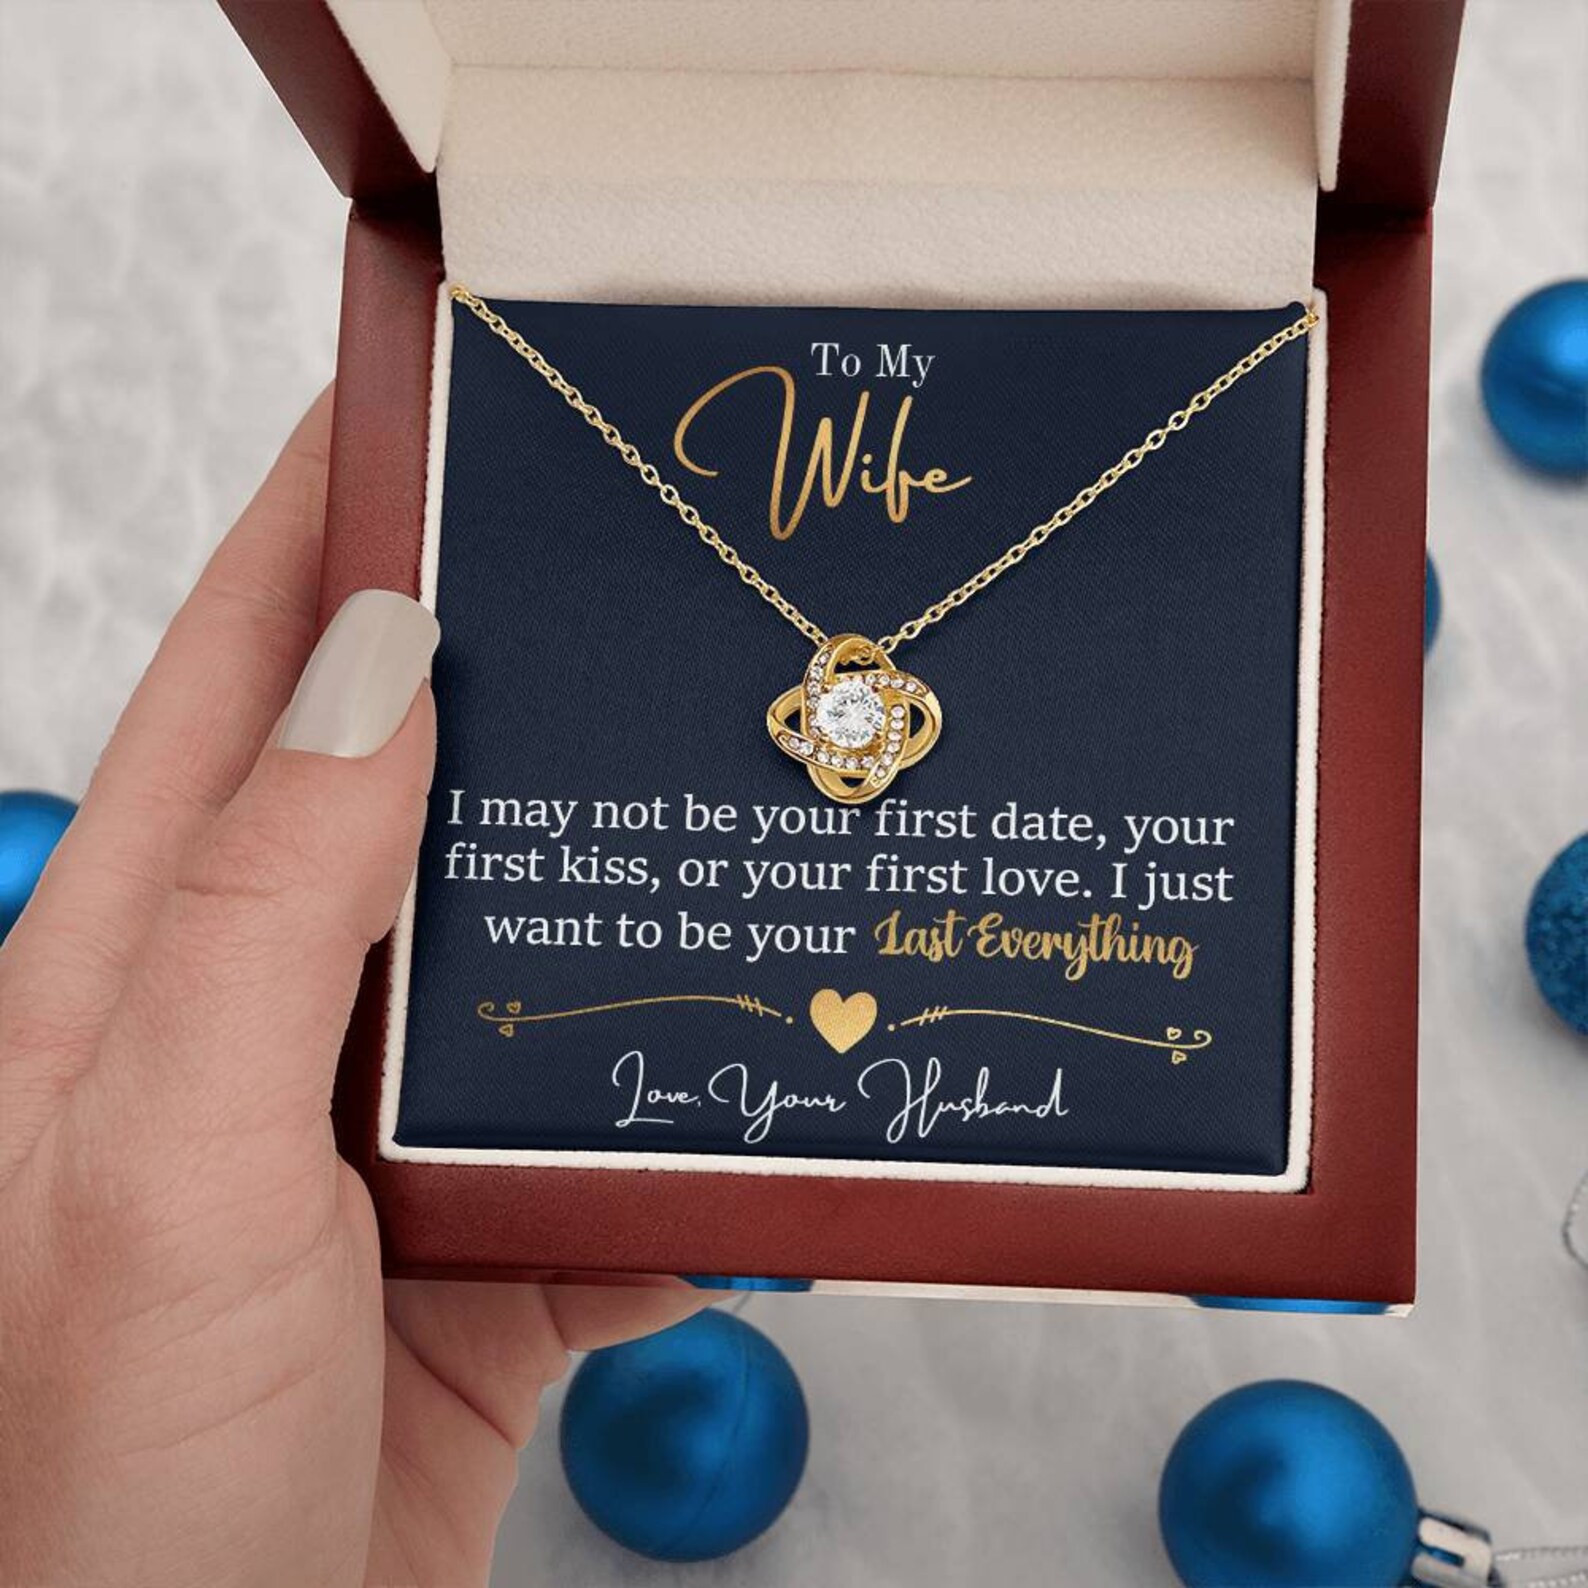 To My
Wife
I may not be your first date, your
first kiss, or your first love. I just
want to be your Last Everything
Love, Your Husband